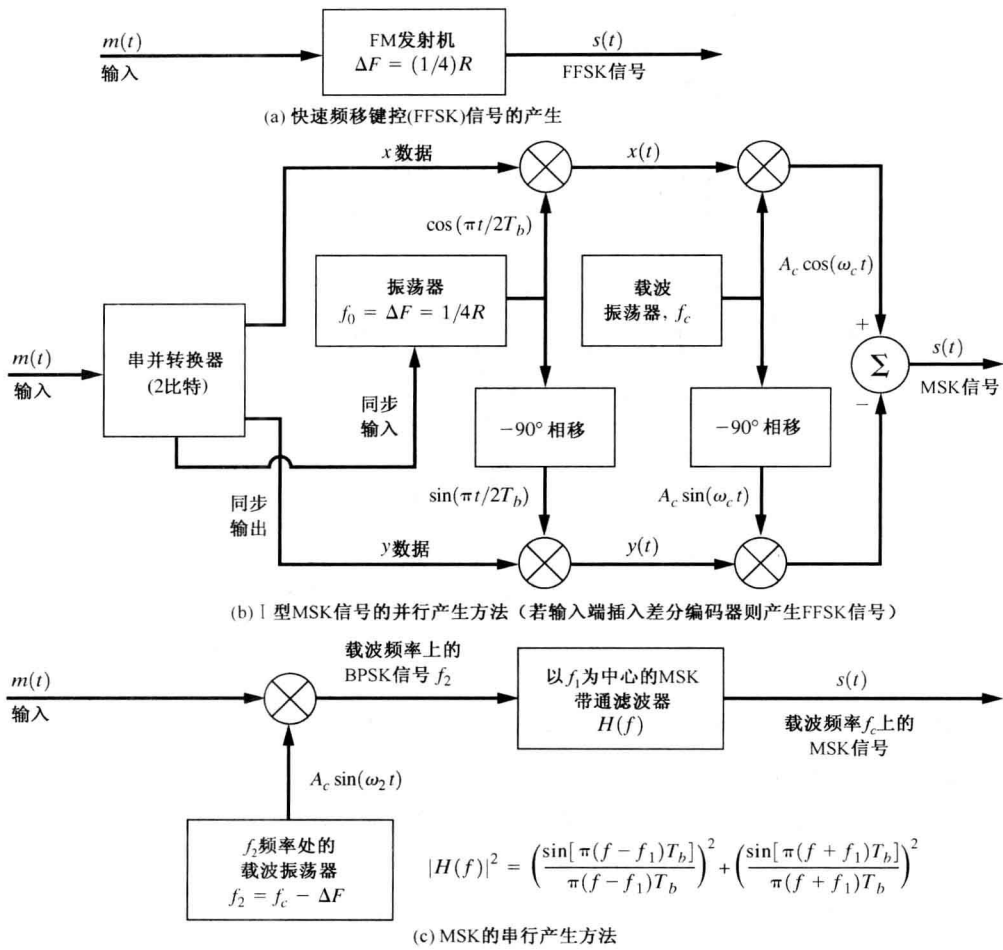 m(t)
输入
FM发射机
ΔF = (1/4)R
s(t)
FFSK信号
(a) 快速频移键控(FFSK)信号的产生
x 数据
x(t)
cos(πt/2T_b)
A_c cos(ω_c t)
振荡器
f_0 = ΔF = 1/4R
载波
振荡器, f_c
m(t)
输入
串并转换器
(2比特)
+
Σ
−
s(t)
MSK信号
同步
输入
−90° 相移
−90° 相移
同步
输出
sin(πt/2T_b)
A_c sin(ω_c t)
y数据
y(t)
(b) I 型MSK信号的并行产生方法（若输入端插入差分编码器则产生FFSK信号）
m(t)
输入
载波频率上的
BPSK信号 f_2
以f_1为中心的MSK
带通滤波器
H(f)
s(t)
载波频率f_c上的
MSK信号
A_c sin(ω_2 t)
f_2频率处的
载波振荡器
f_2 = f_c − ΔF
|H(f)|^2 = (sin[π(f−f_1)T_b] / π(f−f_1)T_b)^2 + (sin[π(f+f_1)T_b] / π(f+f_1)T_b)^2
(c) MSK的串行产生方法